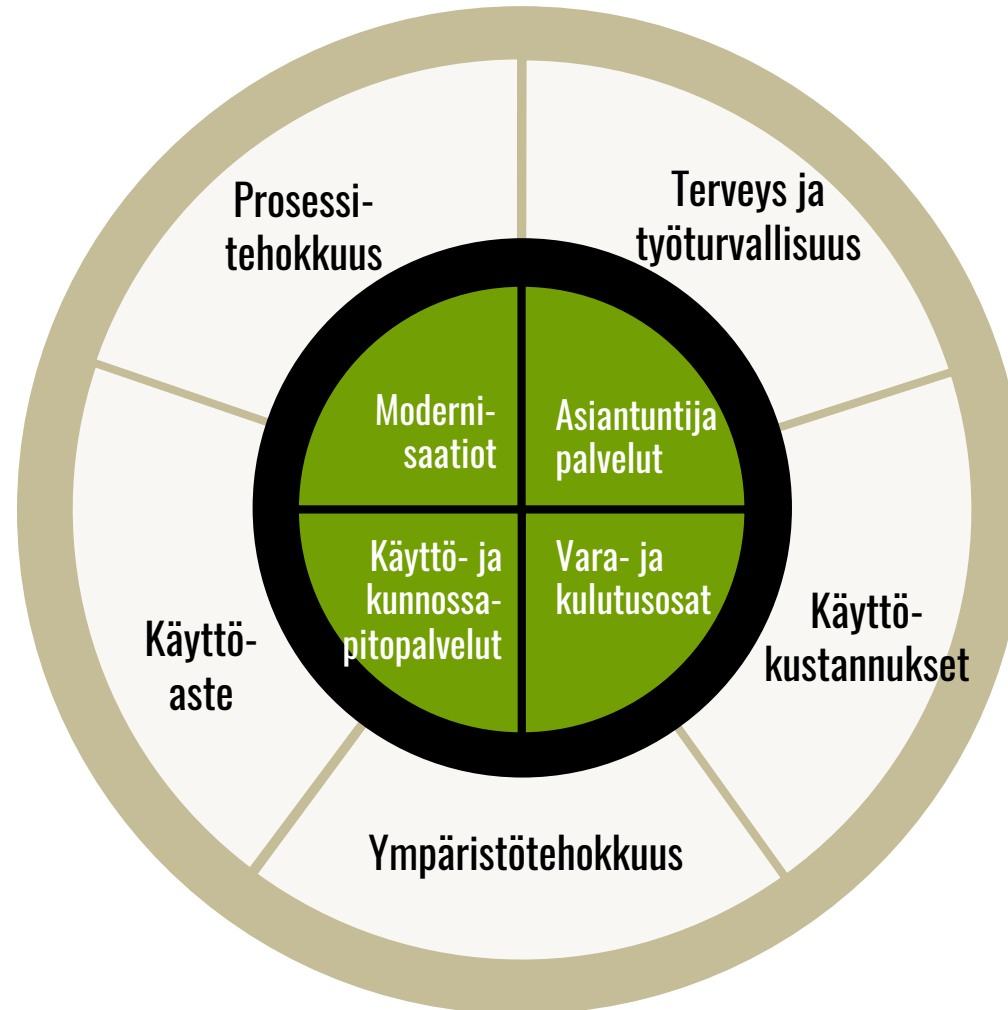 Prosessi-
tehokkuus
Terveys ja
työturvallisuus
Moderni-
saatiot
Asiantuntija
palvelut
Käyttö- ja
kunnossa-
pitopalvelut
Vara- ja
kulutusosat
Käyttö-
aste
Käyttö-
kustannukset
Ympäristötehokkuus